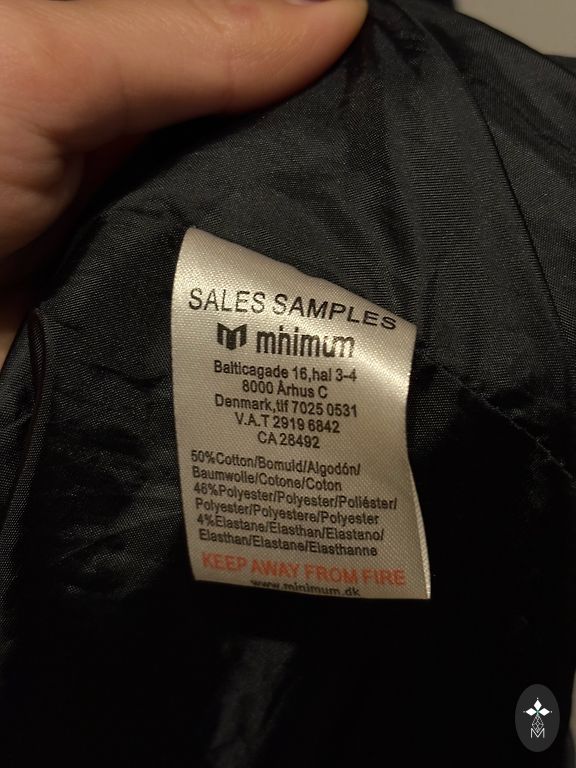 SALES SAMPLES
minimum
Balticagade 16,hal 3-4
8000 Århus C
Denmark,tlf 7025 0531
V.A.T 2919 6842
CA 28492
50%Cotton/Bomuld/Algodón/
Baumwolle/Cotone/Coton
46%Polyester/Polyester/Poliéster/
Polyester/Polyestere/Polyester
4%Elastane/Elasthan/Elastano/
Elasthan/Elastane/Elasthanne
KEEP AWAY FROM FIRE
www.minimum.dk
M